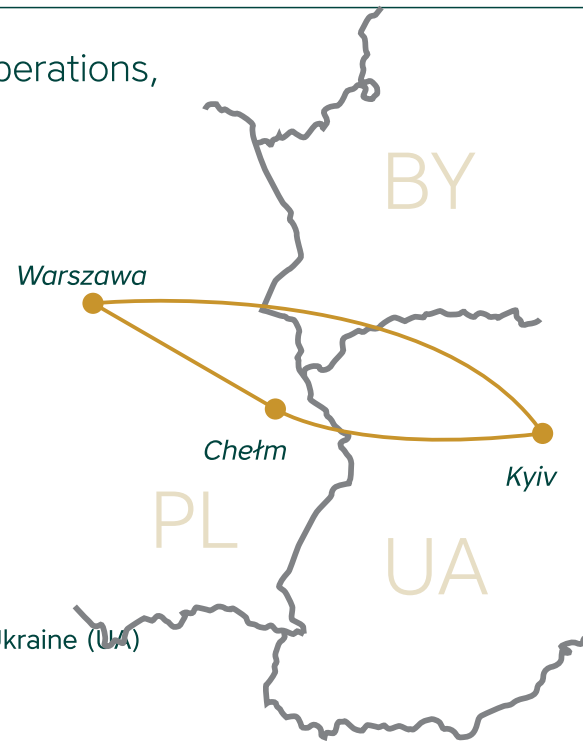 perations,
BY
Warszawa
Chełm
Kyiv
PL
UA
kraine (UA)